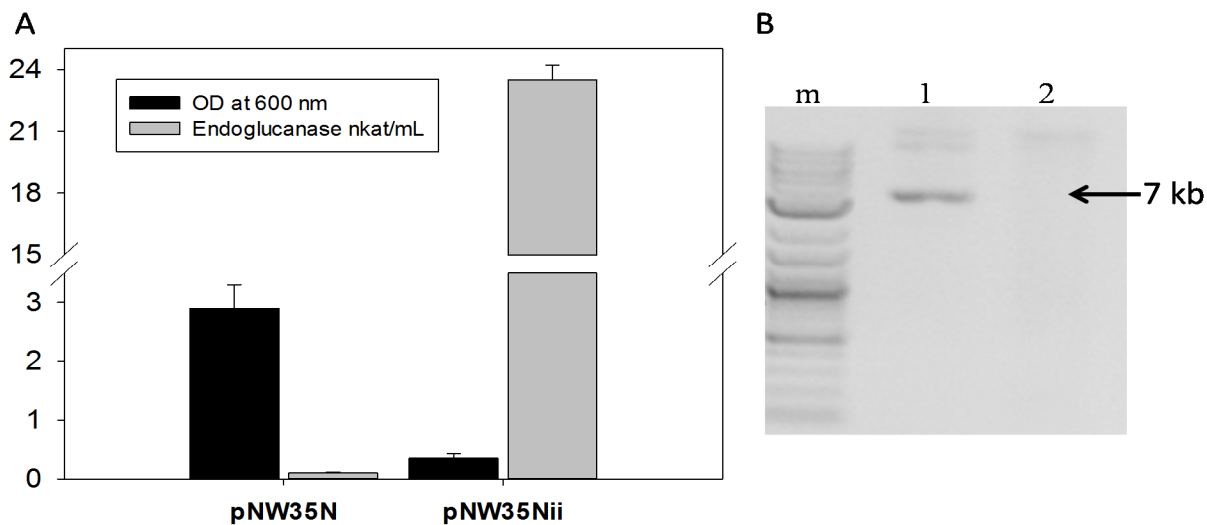 A
24
21
18
15
3
2
1
0
OD at 600 nm
Endoglucanase nkat/mL
pNW35N
pNW35Nii
B
m 1 2
7 kb